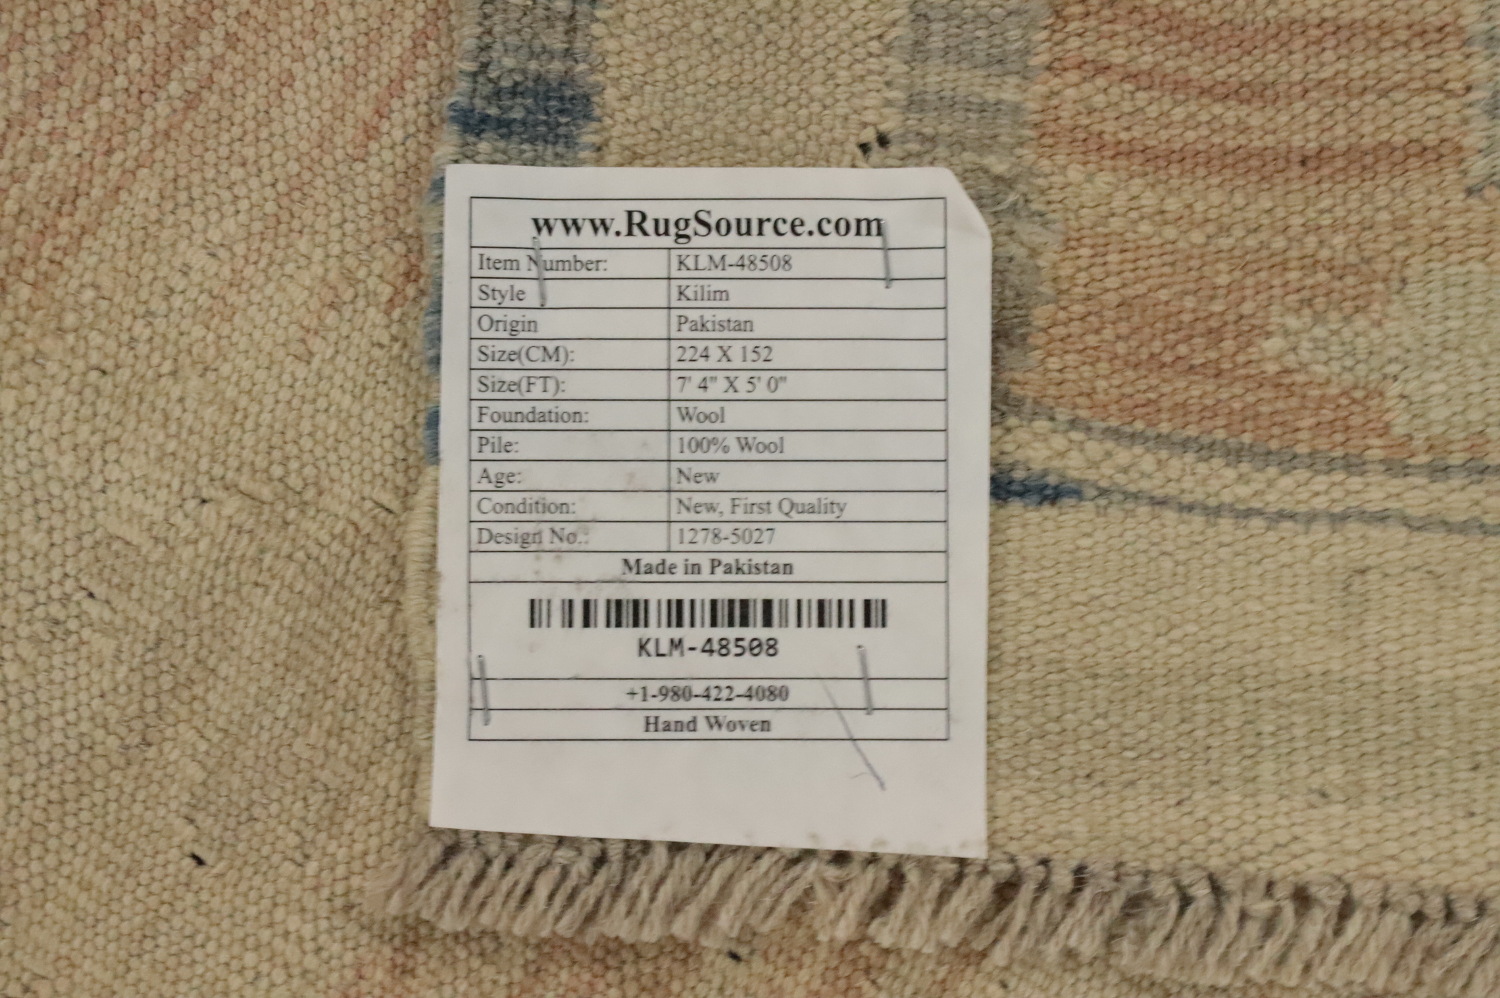 www.RugSource.com
Item Number: KLM-48508
Style Kilim
Origin Pakistan
Size(CM): 224 X 152
Size(FT): 7' 4" X 5' 0"
Foundation: Wool
Pile: 100% Wool
Age: New
Condition: New, First Quality
Design No.: 1278-5027
Made in Pakistan
KLM-48508
+1-980-422-4080
Hand Woven